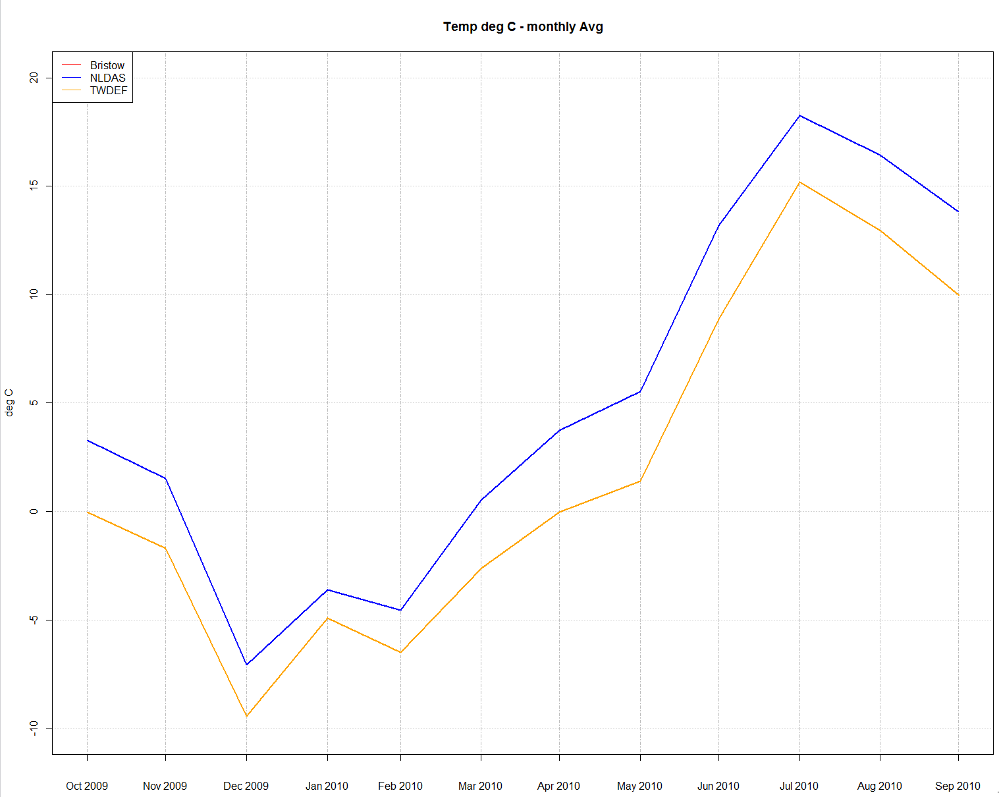 Temp deg C - monthly Avg
Bristow
NLDAS
TWDEF
20
15
10
5
0
-5
-10
deg C
Oct 2009 Nov 2009 Dec 2009 Jan 2010 Feb 2010 Mar 2010 Apr 2010 May 2010 Jun 2010 Jul 2010 Aug 2010 Sep 2010